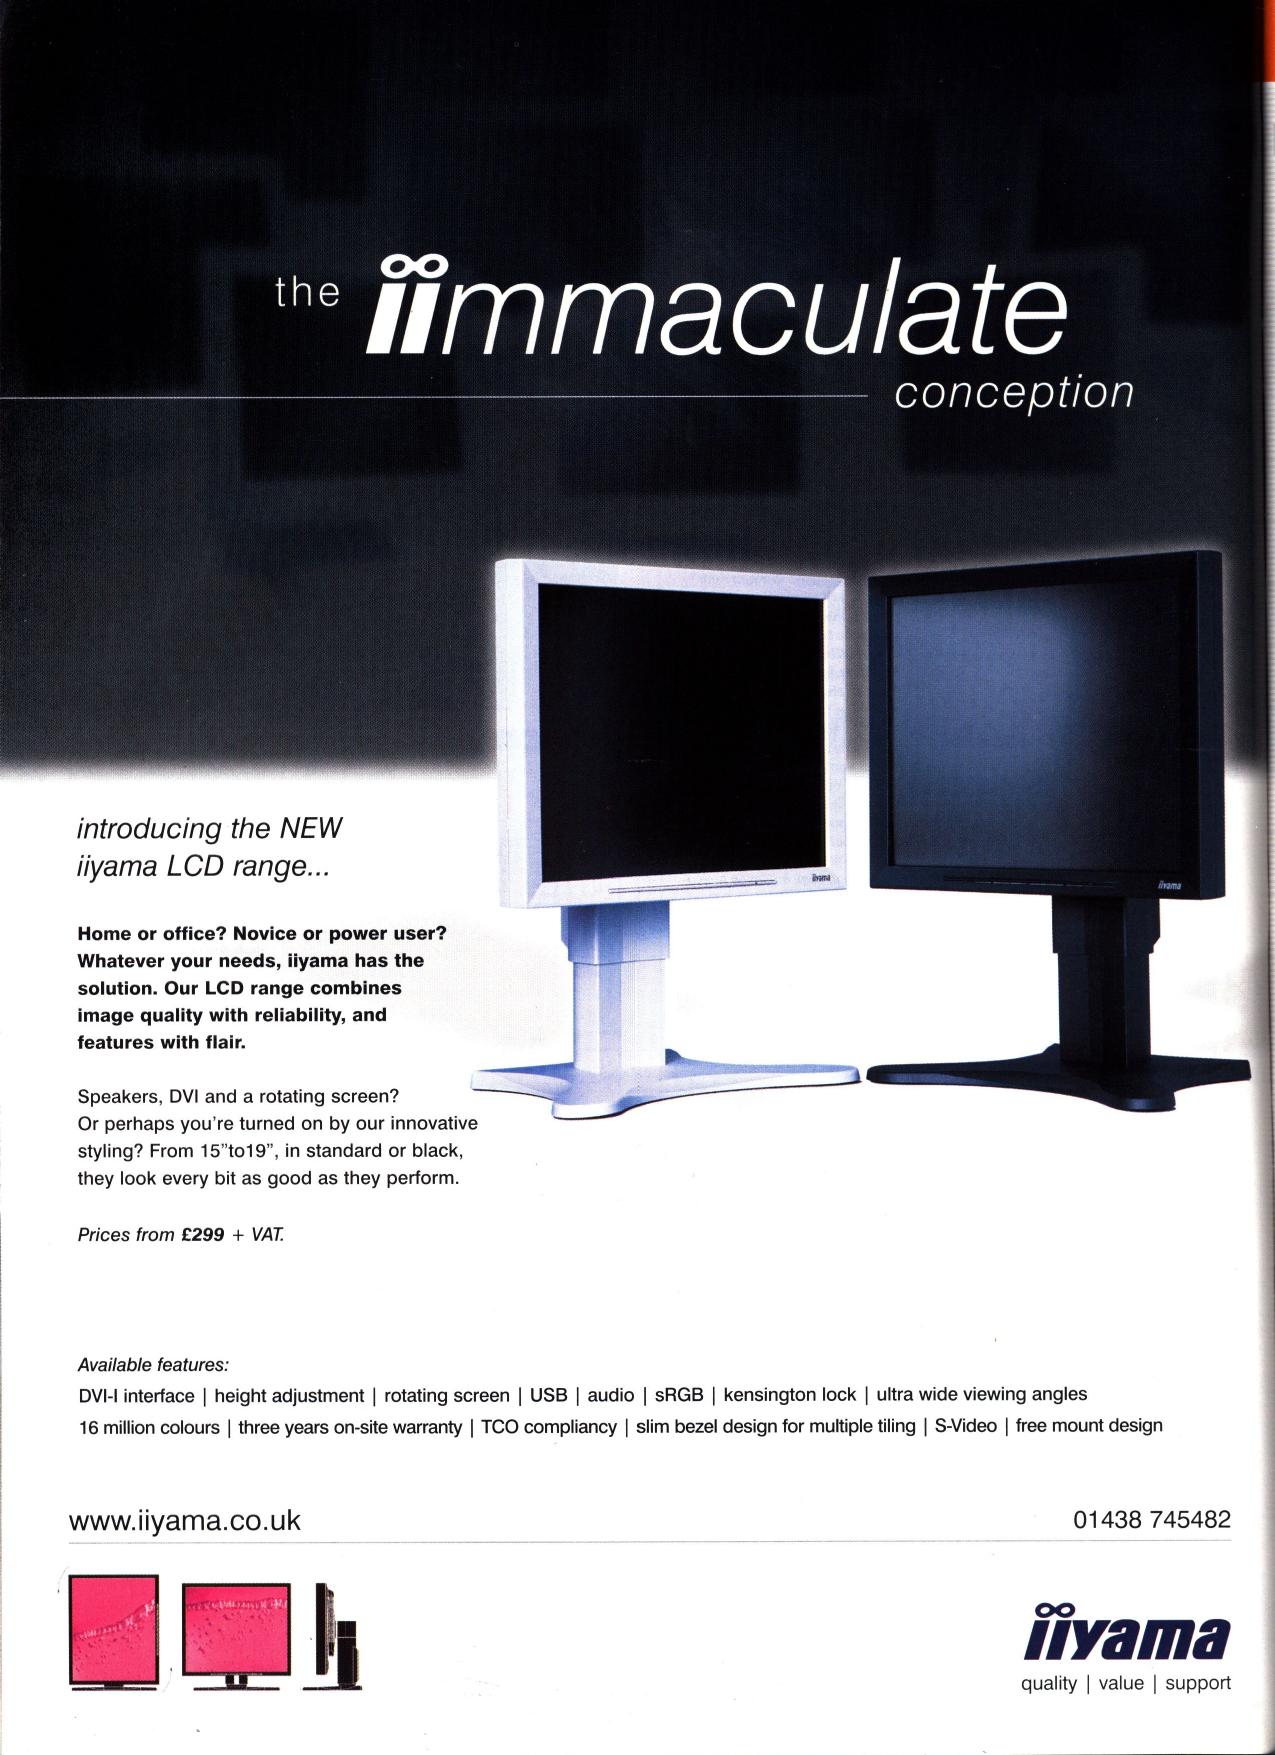 the iimmaculate
conception
iiyama
iiyama
introducing the NEW
iiyama LCD range...
Home or office? Novice or power user?
Whatever your needs, iiyama has the
solution. Our LCD range combines
image quality with reliability, and
features with flair.
Speakers, DVI and a rotating screen?
Or perhaps you're turned on by our innovative
styling? From 15”to19”, in standard or black,
they look every bit as good as they perform.
Prices from £299 + VAT.
Available features:
DVI-I interface | height adjustment | rotating screen | USB | audio | sRGB | kensington lock | ultra wide viewing angles
16 million colours | three years on-site warranty | TCO compliancy | slim bezel design for multiple tiling | S-Video | free mount design
www.iiyama.co.uk 01438 745482
iiyama
quality | value | support